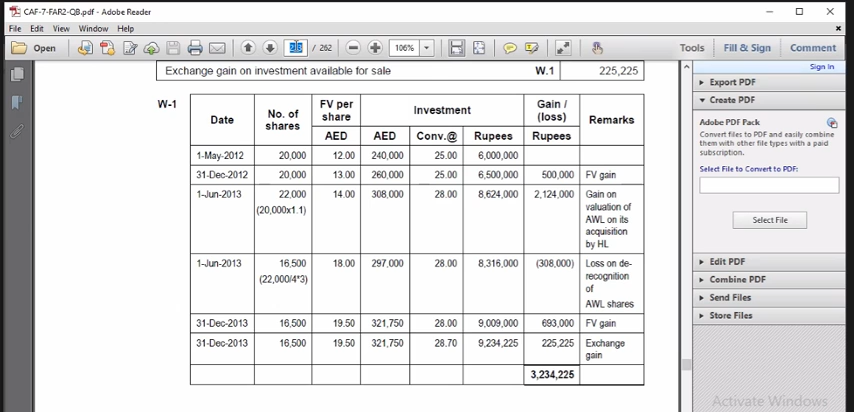 CAF-7-FAR2-QB.pdf - Adobe Reader
File Edit View Window Help
Open
/ 262
106%
Tools Fill & Sign Comment
Sign In
Export PDF
Create PDF
Adobe PDF Pack
Convert files to PDF and easily combine
them with other file types with a paid
subscription.
Select File to Convert to PDF:
Select File
Edit PDF
Combine PDF
Send Files
Store Files
Exchange gain on investment available for sale W.1 225,225
W-1
Date No. of shares FV per share Investment Gain / (loss) Remarks
AED AED Conv.@ Rupees Rupees
1-May-2012 20,000 12.00 240,000 25.00 6,000,000
31-Dec-2012 20,000 13.00 260,000 25.00 6,500,000 500,000 FV gain
1-Jun-2013 22,000 14.00 308,000 28.00 8,624,000 2,124,000 Gain on
(20,000x1.1) valuation of
AWL on its
acquisition
by HL
1-Jun-2013 16,500 18.00 297,000 28.00 8,316,000 (308,000) Loss on de-
(22,000/4*3) recognition
of
AWL shares
31-Dec-2013 16,500 19.50 321,750 28.00 9,009,000 693,000 FV gain
31-Dec-2013 16,500 19.50 321,750 28.70 9,234,225 225,225 Exchange
gain
3,234,225
Activate Windows